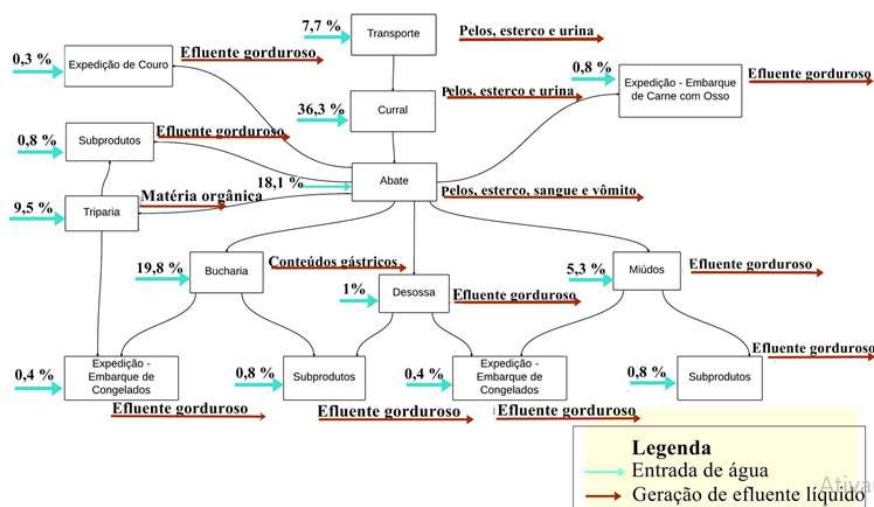 7,7 %
Transporte
Pelos, esterco e urina
0,3 %
Expedição de Couro
Efluente gorduroso
0,8 %
Expedição - Embarque
de Carne com Osso
Efluente gorduroso
36,3 %
Curral
Pelos, esterco e urina
0,8 %
Subprodutos
Efluente gorduroso
18,1 %
Abate
Pelos, esterco, sangue e vômito
9,5 %
Triparia
Matéria orgânica
19,8 %
Bucharia
Conteúdos gástricos
1%
Desossa
Efluente gorduroso
5,3 %
Miúdos
Efluente gorduroso
0,4 %
Expedição -
Embarque de
Congelados
Efluente gorduroso
0,8 %
Subprodutos
Efluente gorduroso
0,4 %
Expedição -
Embarque de
Congelados
Efluente gorduroso
0,8 %
Subprodutos
Efluente gorduroso
Legenda
Entrada de água
Geração de efluente líquido
Ativar